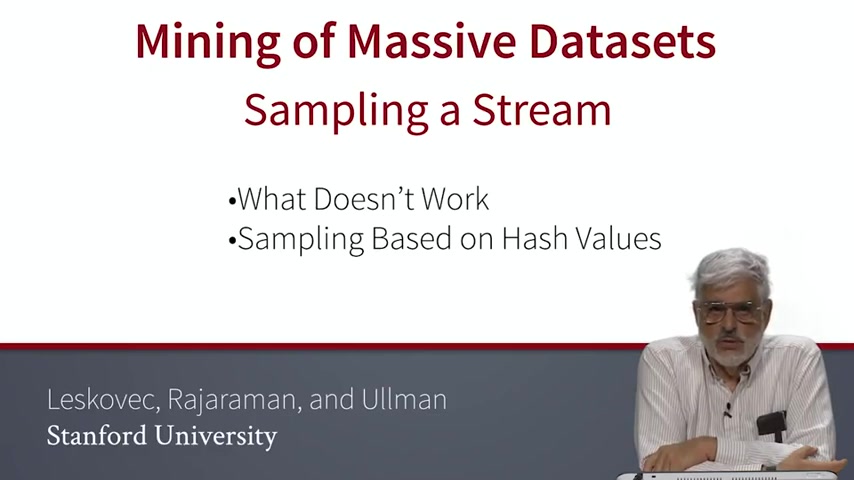 Mining of Massive Datasets
Sampling a Stream
•What Doesn't Work
•Sampling Based on Hash Values
Leskovec, Rajaraman, and Ullman
Stanford University